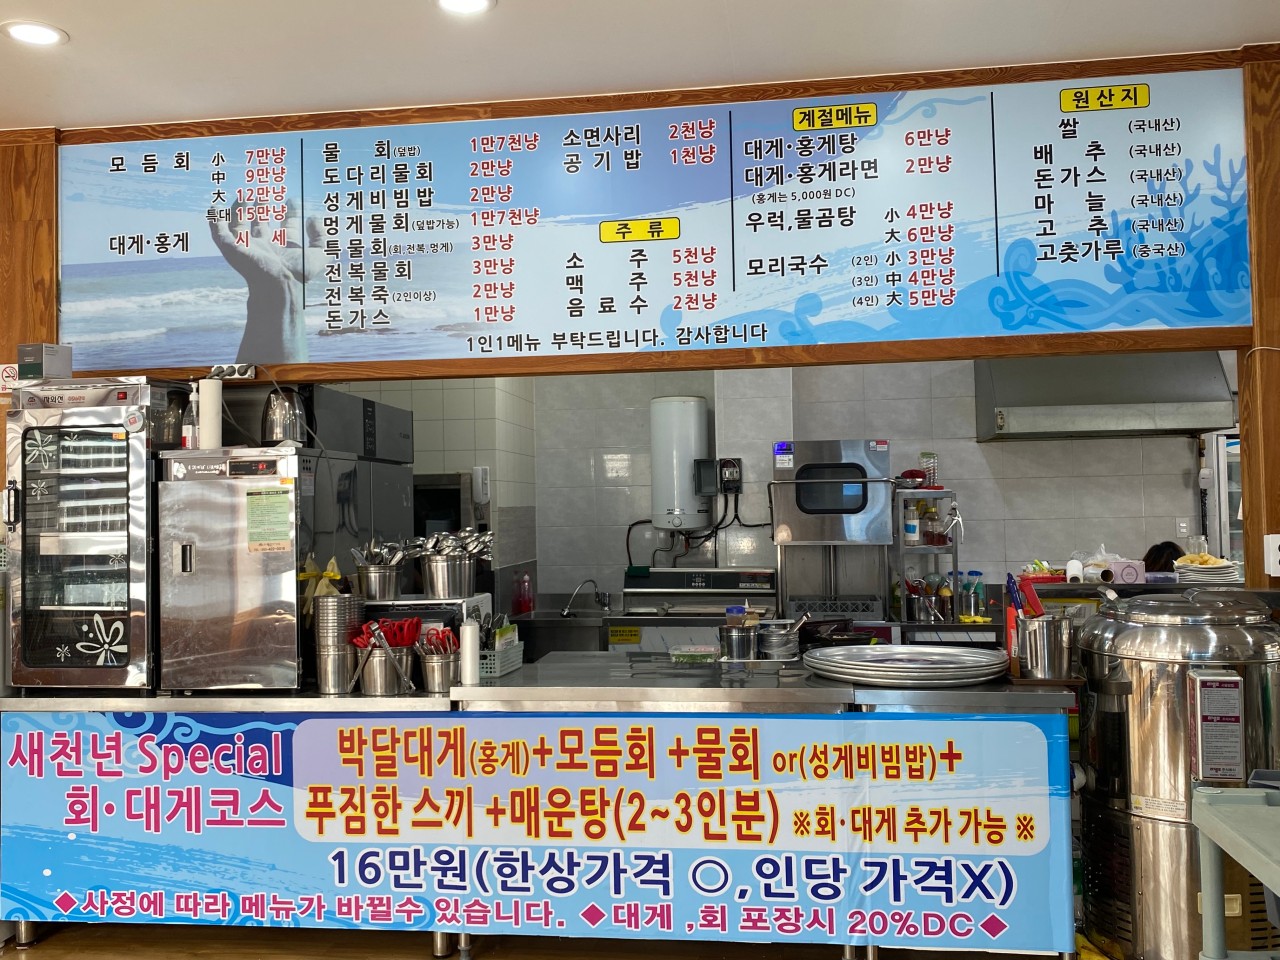 모듬회 小 7만냥
中 9만냥
大 12만냥
특대 15만냥
대게·홍게 시세
물회(덮밥) 1만7천냥
도다리물회 2만냥
성게비빔밥 2만냥
멍게물회(덮밥가능) 1만7천냥
특물회(회,전복,멍게) 3만냥
전복물회 3만냥
전복죽(2인이상) 2만냥
돈가스 1만냥
소면사리 2천냥
공기밥 1천냥
주류
소주 5천냥
맥주 5천냥
음료수 2천냥
계절메뉴
대게·홍게탕 6만냥
대게·홍게라면 2만냥
(홍게는 5,000원 DC)
우럭,물곰탕 小 4만냥
大 6만냥
모리국수 (2인) 小 3만냥
(3인) 中 4만냥
(4인) 大 5만냥
원산지
쌀 (국내산)
배추 (국내산)
돈가스 (국내산)
마늘 (국내산)
고추 (국내산)
고춧가루 (중국산)
1인1메뉴 부탁드립니다. 감사합니다
새천년 Special
회·대게코스
박달대게(홍게)+모듬회 +물회 or(성게비빔밥)+
푸짐한 스끼 +매운탕(2~3인분) ※회·대게 추가 가능 ※
16만원(한상가격 ○,인당 가격X)
◆사정에 따라 메뉴가 바뀔수 있습니다. ◆대게 ,회 포장시 20%DC◆